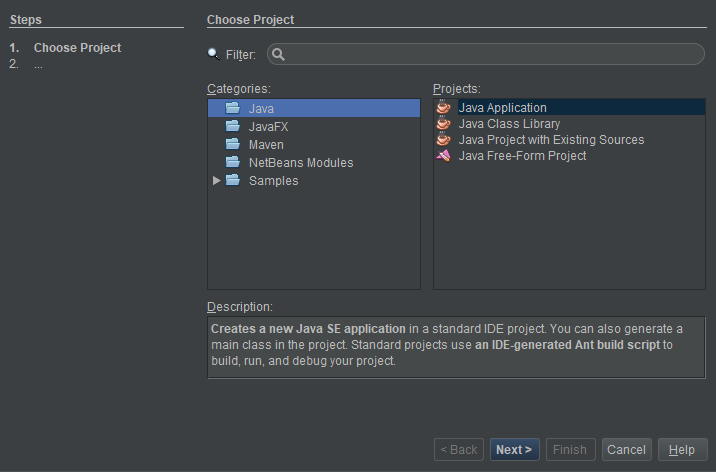 Steps
1. Choose Project
2. ...
Choose Project
Filter:
Categories:
Java
JavaFX
Maven
NetBeans Modules
Samples
Projects:
Java Application
Java Class Library
Java Project with Existing Sources
Java Free-Form Project
Description:
Creates a new Java SE application in a standard IDE project. You can also generate a
main class in the project. Standard projects use an IDE-generated Ant build script to
build, run, and debug your project.
< Back
Next >
Finish
Cancel
Help